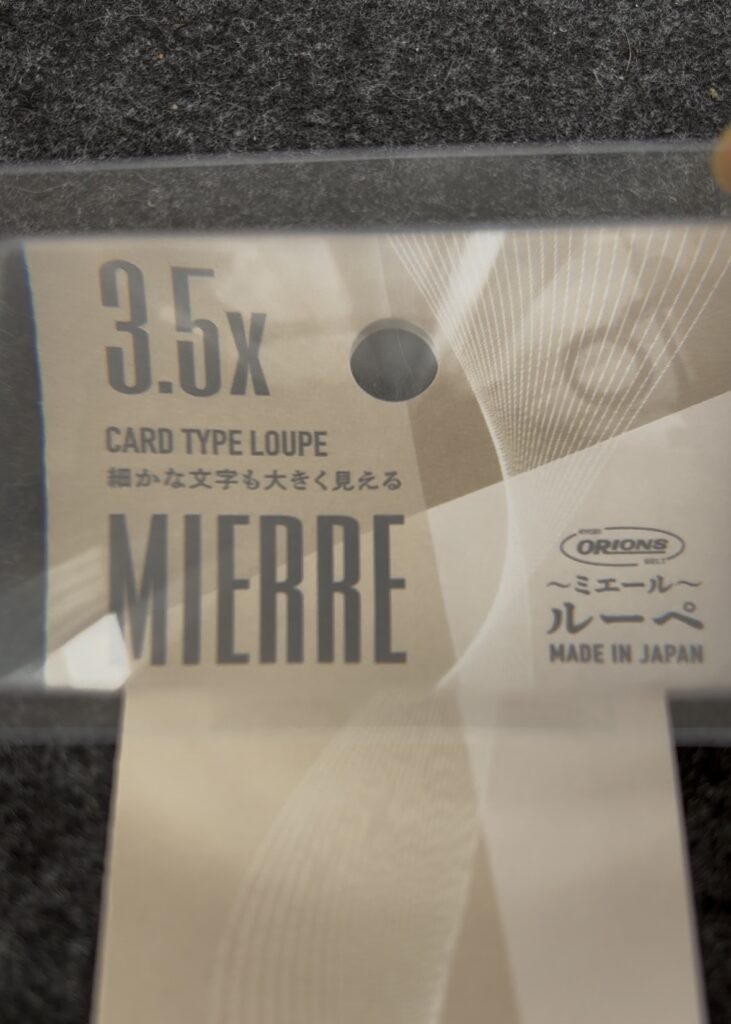 3.5x
CARD TYPE LOUPE
細かな文字も大きく見える
MIERRE
ORIONS
BELT
〜ミエール〜
ルーペ
MADE IN JAPAN